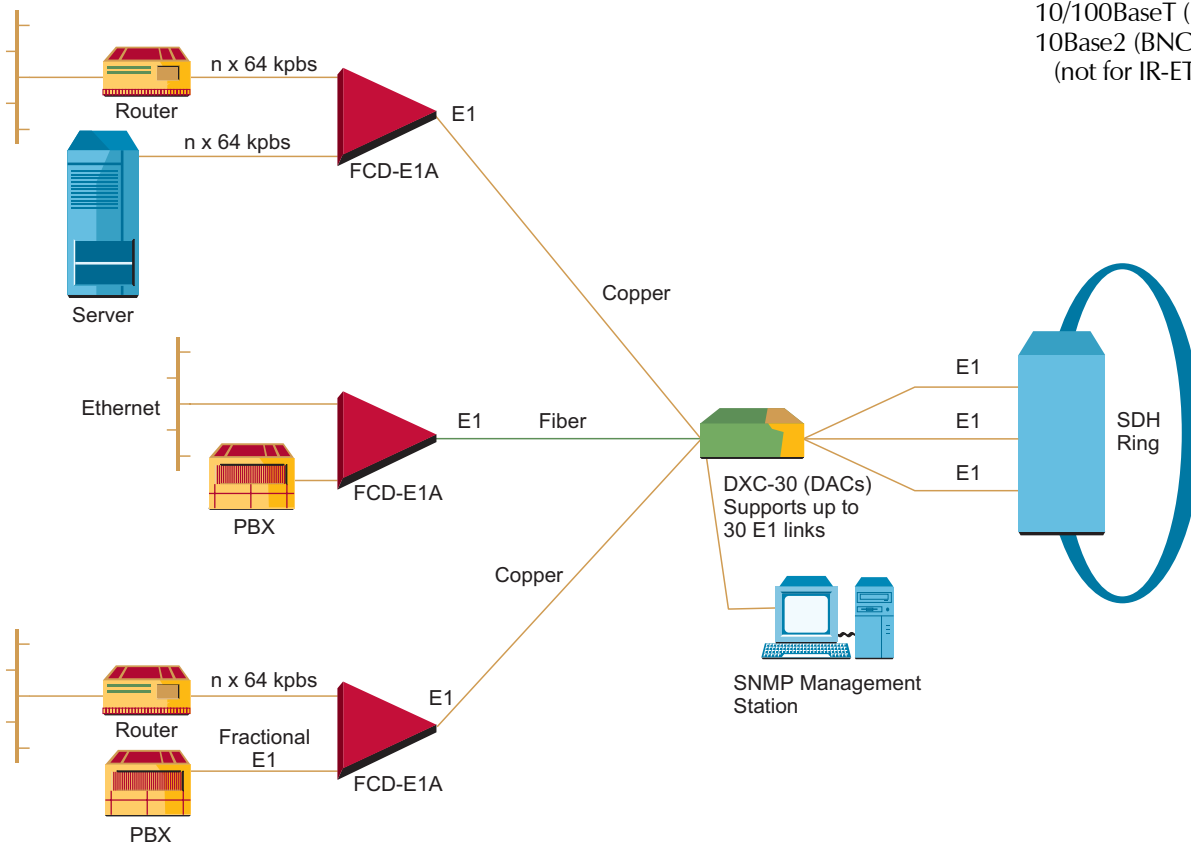 10/100BaseT (
10Base2 (BNC
(not for IR-ET
n x 64 kpbs
Router
E1
n x 64 kpbs
FCD-E1A
Server
Copper
Ethernet
E1
Fiber
FCD-E1A
PBX
E1
E1
E1
SDH
Ring
DXC-30 (DACs)
Supports up to
30 E1 links
Copper
SNMP Management
Station
n x 64 kpbs
Router
E1
Fractional
E1
FCD-E1A
PBX